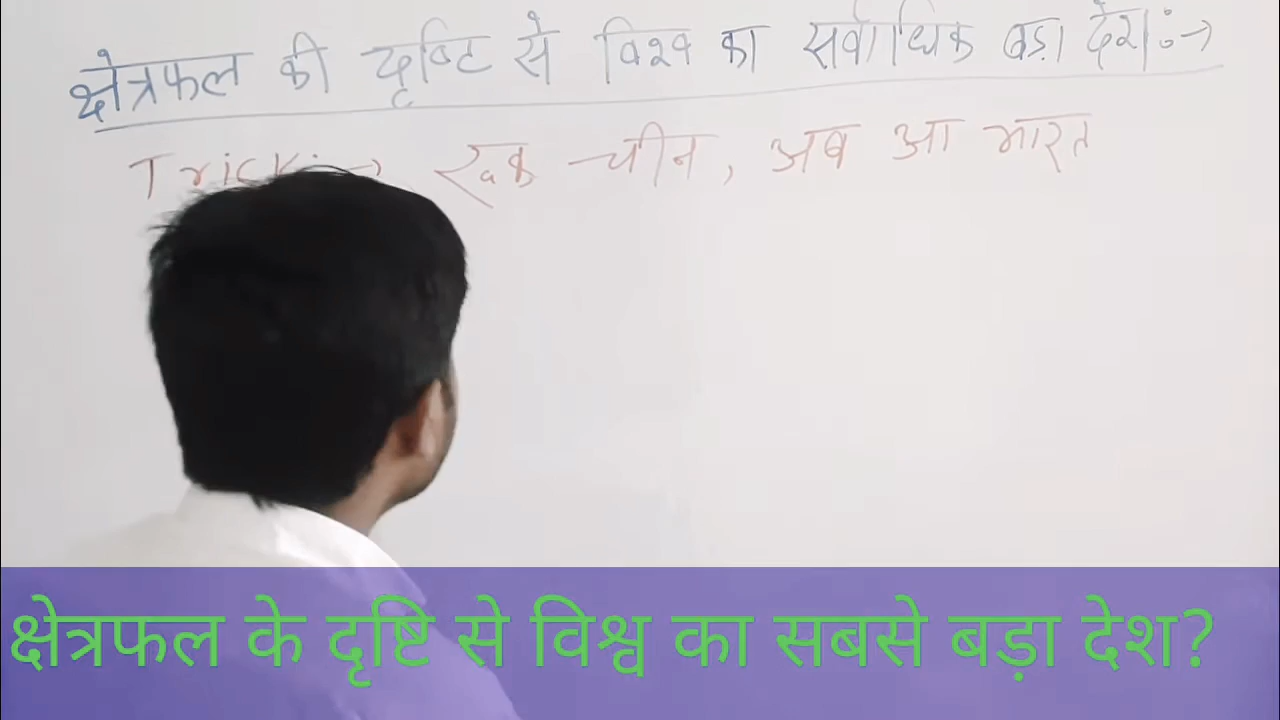 क्षेत्रफल की दृष्टि से विश्व का सर्वाधिक बड़ा देश :→
Trick :→ रूक चीन, अब आ भारत
क्षेत्रफल के दृष्टि से विश्व का सबसे बड़ा देश?